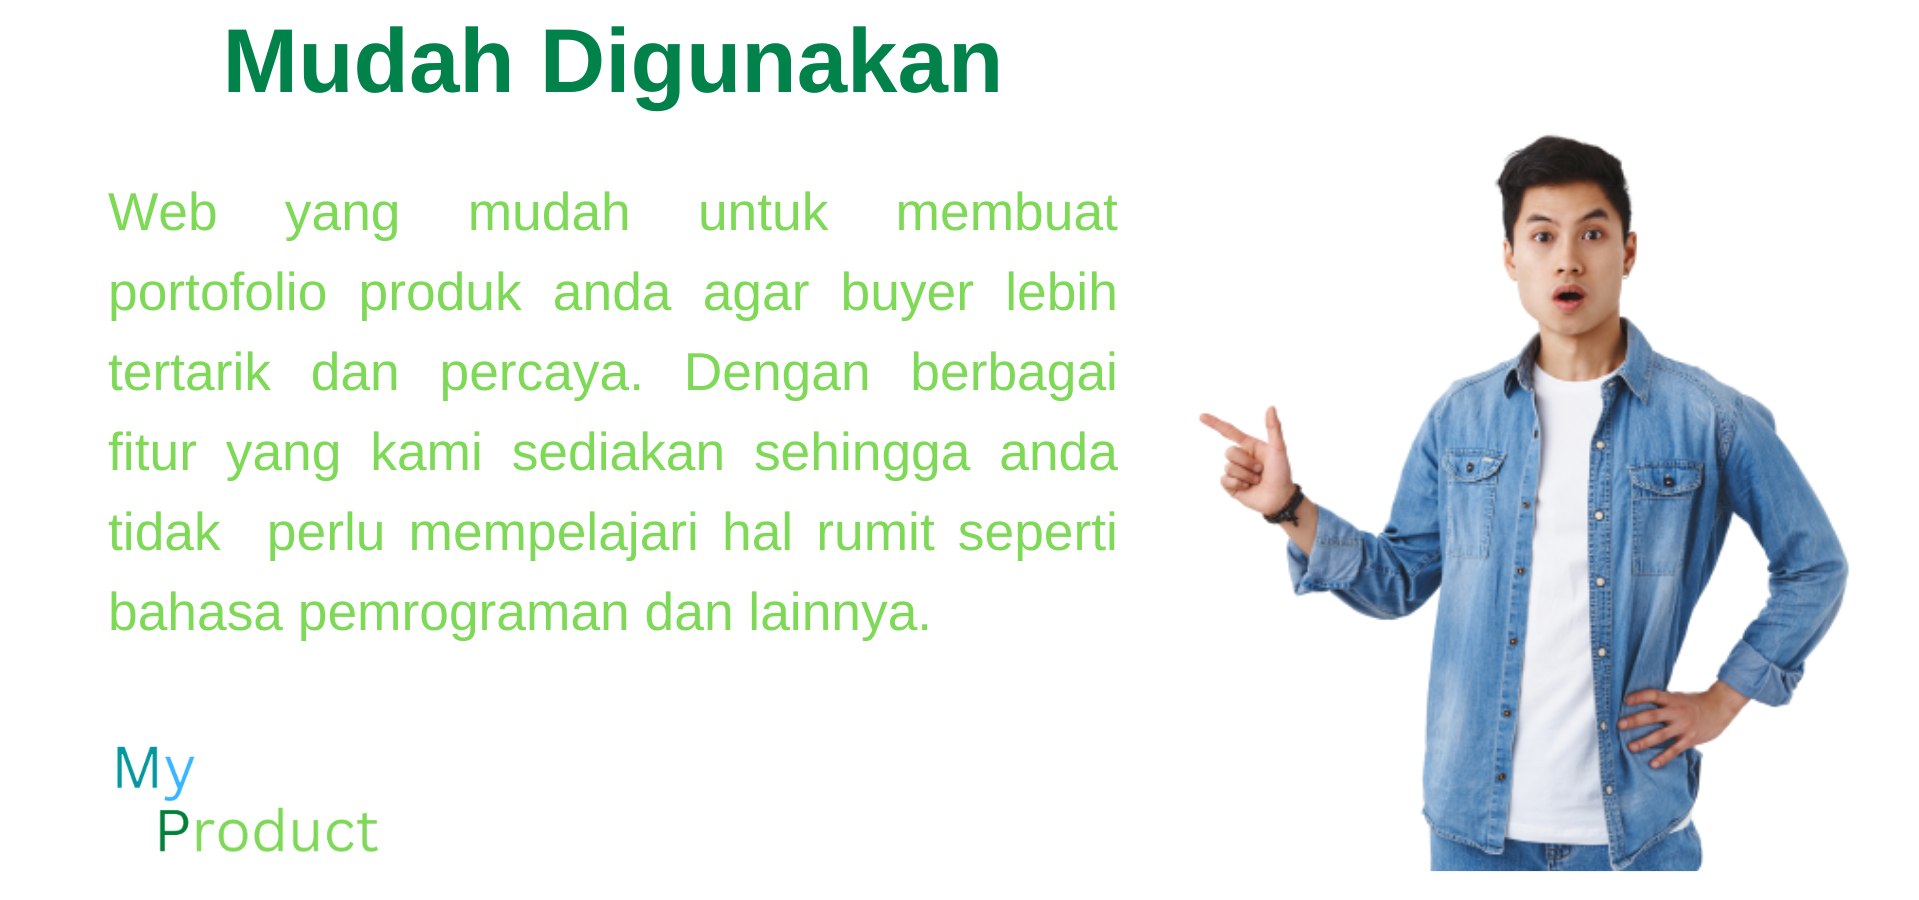 Mudah Digunakan
Web yang mudah untuk membuat
portofolio produk anda agar buyer lebih
tertarik dan percaya. Dengan berbagai
fitur yang kami sediakan sehingga anda
tidak perlu mempelajari hal rumit seperti
bahasa pemrograman dan lainnya.
My
Product